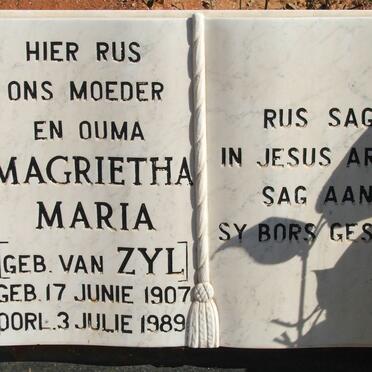 HIER RUS
ONS MOEDER
EN OUMA
MAGRIETHA
MARIA
[GEB. VAN ZYL]
GEB. 17 JUNIE 1907
OORL. 3 JULIE 1989
RUS SAG
IN JESUS AR
SAG AAN
SY BORS GES